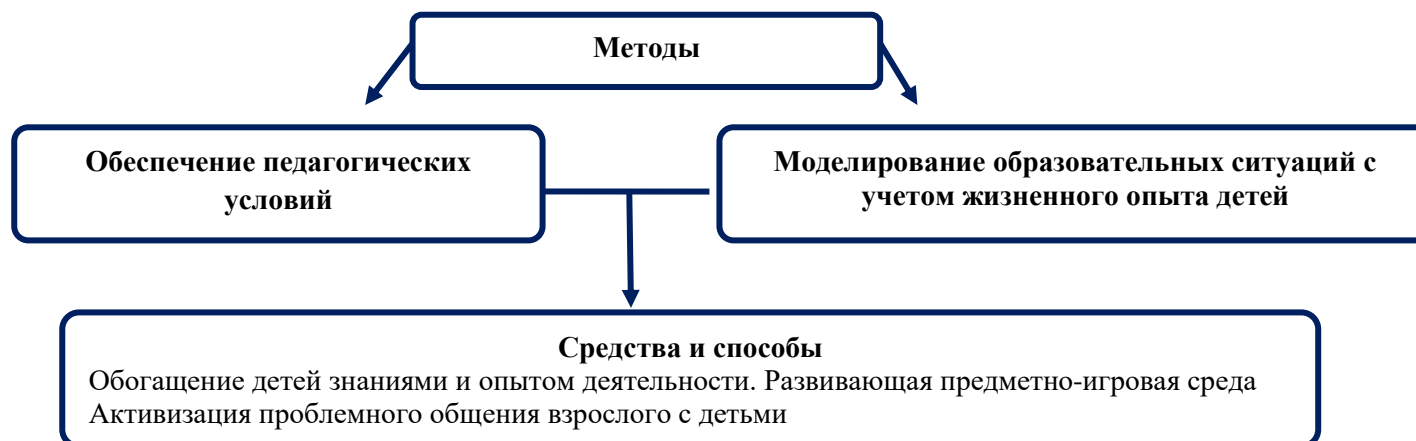 Методы
Обеспечение педагогических
условий
Моделирование образовательных ситуаций с
учетом жизненного опыта детей
Средства и способы
Обогащение детей знаниями и опытом деятельности. Развивающая предметно-игровая среда
Активизация проблемного общения взрослого с детьми